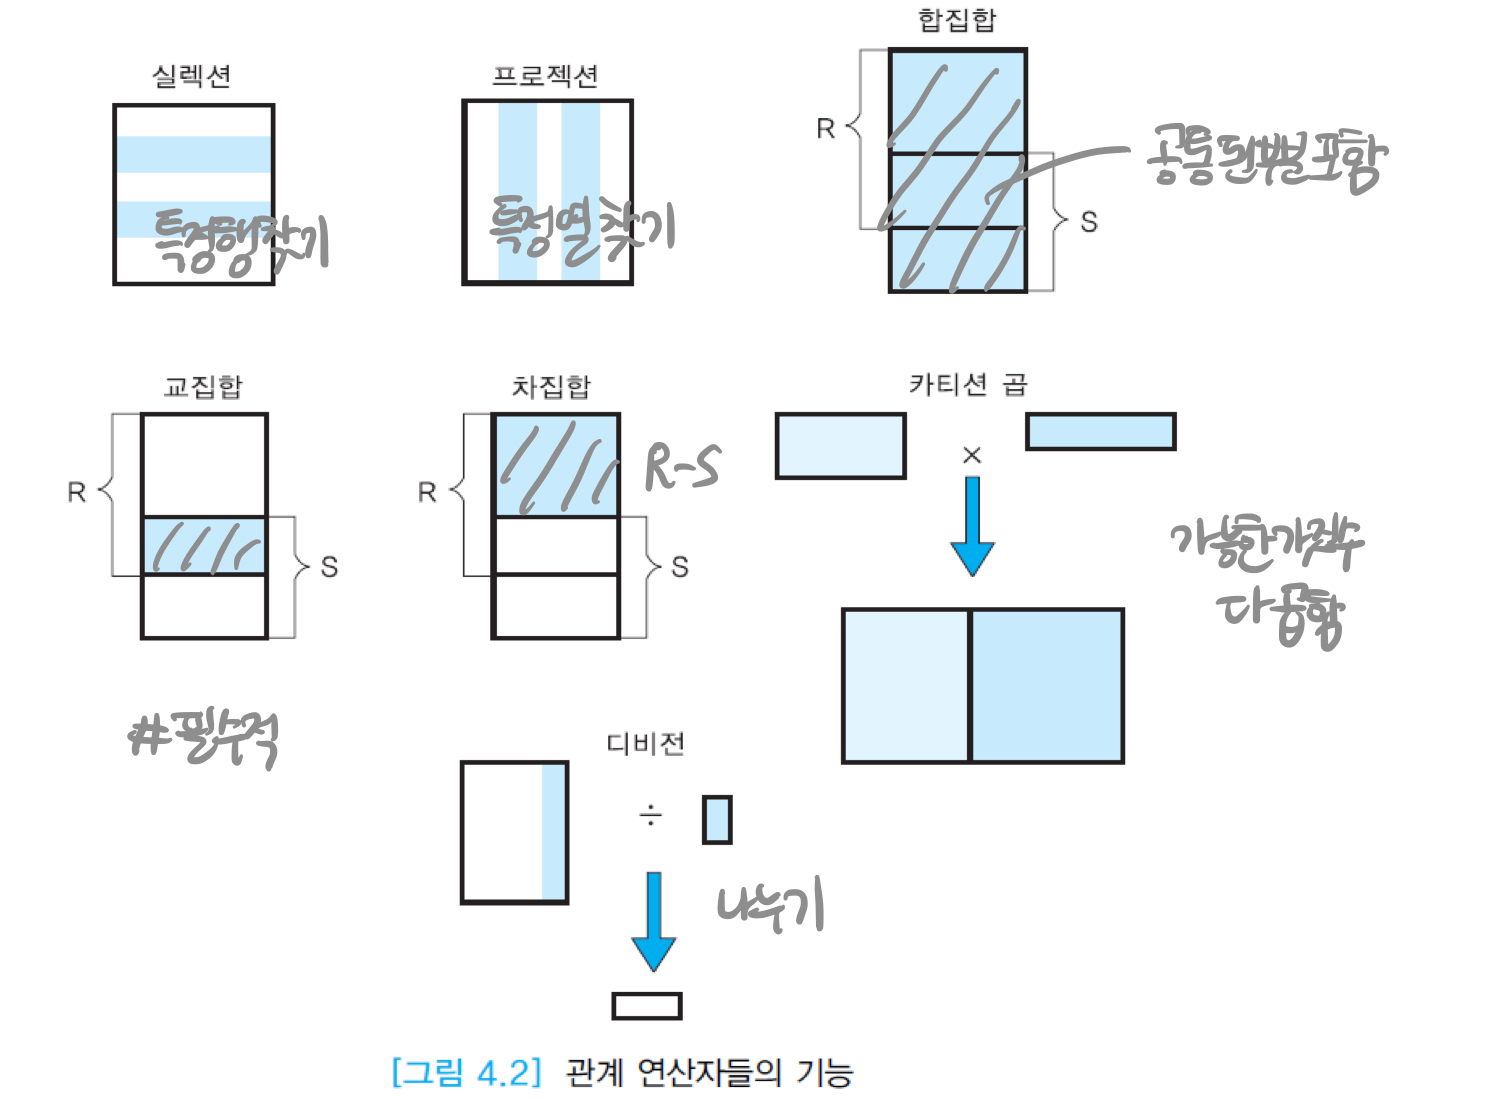 합집합
실렉션
프로젝션
R
공통된부분포함
특정행찾기
특정열찾기
S
교집합
차집합
카티션 곱
R
R
R-S
×
S
S
가능한가짓수
다곱함
#필수적
디비전
÷
나누기
[그림 4.2] 관계 연산자들의 기능